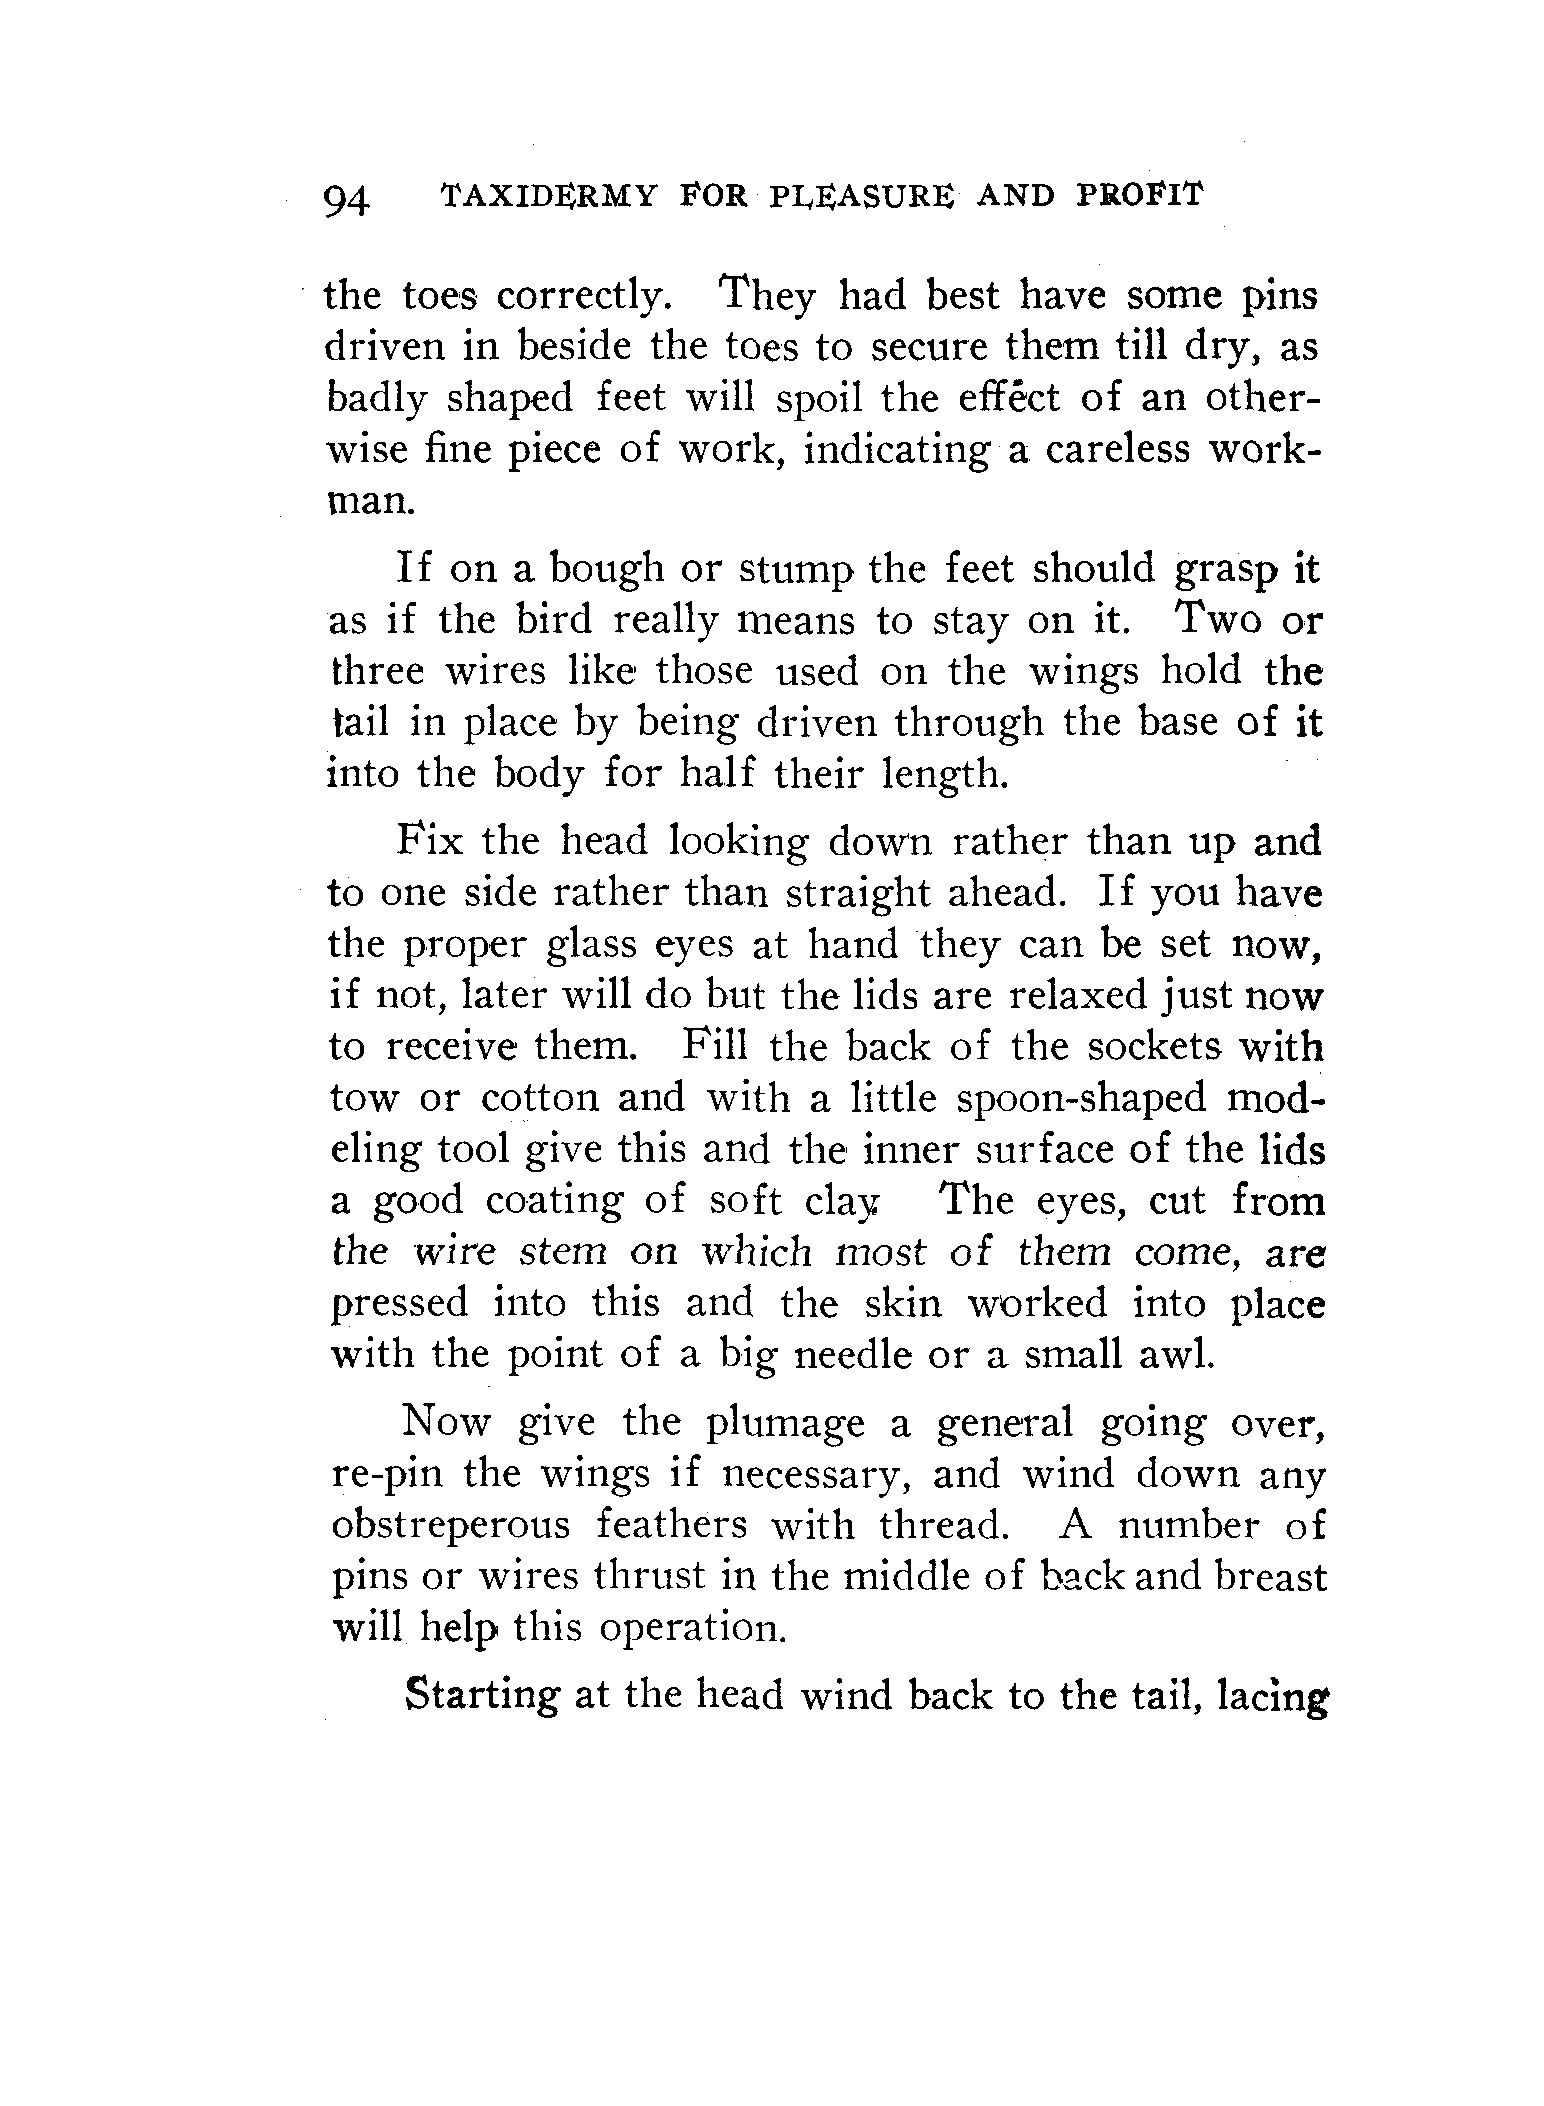 94 TAXIDERMY FOR PLEASURE AND PROFIT
the toes correctly. They had best have some pins
driven in beside the toes to secure them till dry, as
badly shaped feet will spoil the effect of an other-
wise fine piece of work, indicating a careless work-
man.
If on a bough or stump the feet should grasp it
as if the bird really means to stay on it. Two or
three wires like those used on the wings hold the
tail in place by being driven through the base of it
into the body for half their length.
Fix the head looking down rather than up and
to one side rather than straight ahead. If you have
the proper glass eyes at hand they can be set now,
if not, later will do but the lids are relaxed just now
to receive them. Fill the back of the sockets with
tow or cotton and with a little spoon-shaped mod-
eling tool give this and the inner surface of the lids
a good coating of soft clay The eyes, cut from
the wire stem on which most of them come, are
pressed into this and the skin worked into place
with the point of a big needle or a small awl.
Now give the plumage a general going over,
re-pin the wings if necessary, and wind down any
obstreperous feathers with thread. A number of
pins or wires thrust in the middle of back and breast
will help this operation.
Starting at the head wind back to the tail, lacing